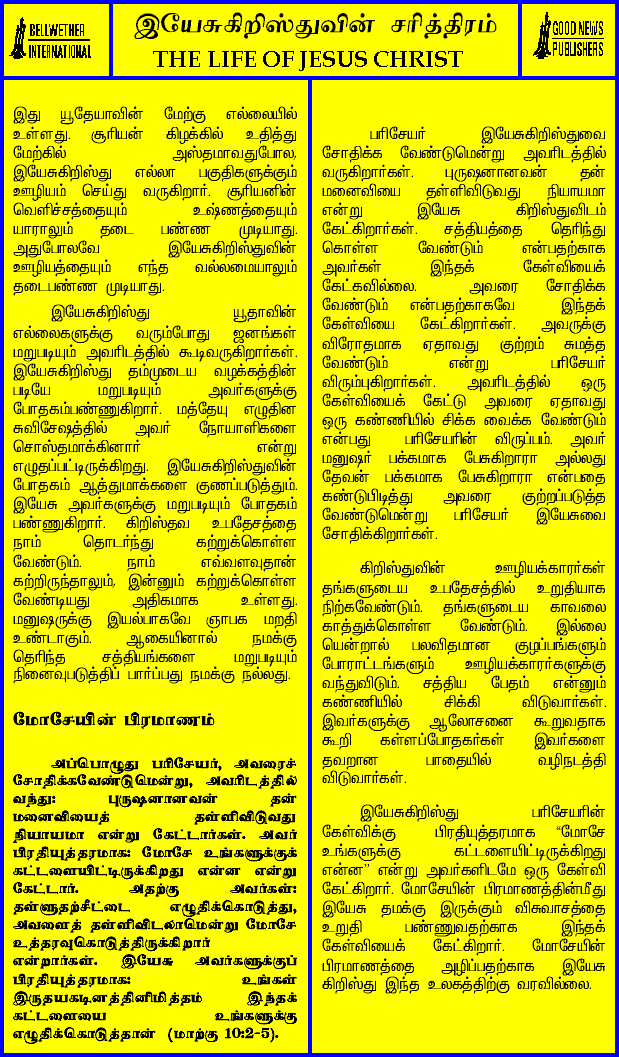 BELLWETHER
INTERNATIONAL
இயேசுகிறிஸ்துவின் சரித்திரம்
THE LIFE OF JESUS CHRIST
GOOD NEWS
PUBLISHERS
இது யூதேயாவின் மேற்கு எல்லையில்
உள்ளது. சூரியன் கிழக்கில் உதித்து
மேற்கில் அஸ்தமாவதுபோல,
இயேசுகிறிஸ்து எல்லா பகுதிகளுக்கும்
ஊழியம் செய்து வருகிறார். சூரியனின்
வெளிச்சத்தையும் உஷ்ணத்தையும்
யாராலும் தடை பண்ண முடியாது.
அதுபோலவே இயேசுகிறிஸ்துவின்
ஊழியத்தையும் எந்த வல்லமையாலும்
தடைபண்ண முடியாது.
இயேசுகிறிஸ்து யூதாவின்
எல்லைகளுக்கு வரும்போது ஜனங்கள்
மறுபடியும் அவரிடத்தில் கூடிவருகிறார்கள்.
இயேசுகிறிஸ்து தம்முடைய வழக்கத்தின்
படியே மறுபடியும் அவர்களுக்கு
போதகம்பண்ணுகிறார். மத்தேயு எழுதின
சுவிசேஷத்தில் அவர் நோயாளிகளை
சொஸ்தமாக்கினார் என்று
எழுதப்பட்டிருக்கிறது. இயேசுகிறிஸ்துவின்
போதகம் ஆத்துமாக்களை குணப்படுத்தும்.
இயேசு அவர்களுக்கு மறுபடியும் போதகம்
பண்ணுகிறார். கிறிஸ்தவ உபதேசத்தை
நாம் தொடர்ந்து கற்றுக்கொள்ள
வேண்டும். நாம் எவ்வளவுதான்
கற்றிருந்தாலும், இன்னும் கற்றுக்கொள்ள
வேண்டியது அதிகமாக உள்ளது.
மனுஷருக்கு இயல்பாகவே ஞாபக மறதி
உண்டாகும். ஆகையினால் நமக்கு
தெரிந்த சத்தியங்களை மறுபடியும்
நினைவுபடுத்திப் பார்ப்பது நமக்கு நல்லது.
மோசேயின் பிரமாணம்
அப்பொழுது பரிசேயர், அவரைச்
சோதிக்கவேண்டுமென்று, அவரிடத்தில்
வந்து: புருஷனானவன் தன்
மனைவியைத் தள்ளிவிடுவது
நியாயமா என்று கேட்டார்கள். அவர்
பிரதியுத்தரமாக: மோசே உங்களுக்குக்
கட்டளையிட்டிருக்கிறது என்ன என்று
கேட்டார். அதற்கு அவர்கள்:
தள்ளுதற்சீட்டை எழுதிக்கொடுத்து,
அவளைத் தள்ளிவிடலாமென்று மோசே
உத்தரவுகொடுத்திருக்கிறார்
என்றார்கள். இயேசு அவர்களுக்குப்
பிரதியுத்தரமாக: உங்கள்
இருதயகடினத்தினிமித்தம் இந்தக்
கட்டளையை உங்களுக்கு
எழுதிக்கொடுத்தான் (மாற்கு 10:2-5).
பரிசேயர் இயேசுகிறிஸ்துவை
சோதிக்க வேண்டுமென்று அவரிடத்தில்
வருகிறார்கள். புருஷனானவன் தன்
மனைவியை தள்ளிவிடுவது நியாயமா
என்று இயேசு கிறிஸ்துவிடம்
கேட்கிறார்கள். சத்தியத்தை தெரிந்து
கொள்ள வேண்டும் என்பதற்காக
அவர்கள் இந்தக் கேள்வியைக்
கேட்கவில்லை. அவரை சோதிக்க
வேண்டும் என்பதற்காகவே இந்தக்
கேள்வியை கேட்கிறார்கள். அவருக்கு
விரோதமாக ஏதாவது குற்றம் சுமத்த
வேண்டும் என்று பரிசேயர்
விரும்புகிறார்கள். அவரிடத்தில் ஒரு
கேள்வியைக் கேட்டு அவரை ஏதாவது
ஒரு கண்ணியில் சிக்க வைக்க வேண்டும்
என்பது பரிசேயரின் விருப்பம். அவர்
மனுஷர் பக்கமாக பேசுகிறாரா அல்லது
தேவன் பக்கமாக பேசுகிறாரா என்பதை
கண்டுபிடித்து அவரை குற்றப்படுத்த
வேண்டுமென்று பரிசேயர் இயேசுவை
சோதிக்கிறார்கள்.
கிறிஸ்துவின் ஊழியக்காரர்கள்
தங்களுடைய உபதேசத்தில் உறுதியாக
நிற்கவேண்டும். தங்களுடைய காவலை
காத்துக்கொள்ள வேண்டும். இல்லை
யென்றால் பலவிதமான குழப்பங்களும்
போராட்டங்களும் ஊழியக்காரர்களுக்கு
வந்துவிடும். சத்திய பேதம் என்னும்
கண்ணியில் சிக்கி விடுவார்கள்.
இவர்களுக்கு ஆலோசனை கூறுவதாக
கூறி கள்ளப்போதகர்கள் இவர்களை
தவறான பாதையில் வழிநடத்தி
விடுவார்கள்.
இயேசுகிறிஸ்து பரிசேயரின்
கேள்விக்கு பிரதியுத்தரமாக "மோசே
உங்களுக்கு கட்டளையிட்டிருக்கிறது
என்ன" என்று அவர்களிடமே ஒரு கேள்வி
கேட்கிறார். மோசேயின் பிரமாணத்தின்மீது
இயேசு தமக்கு இருக்கும் விசுவாசத்தை
உறுதி பண்ணுவதற்காக இந்தக்
கேள்வியைக் கேட்கிறார். மோசேயின்
பிரமாணத்தை அழிப்பதற்காக இயேசு
கிறிஸ்து இந்த உலகத்திற்கு வரவில்லை.